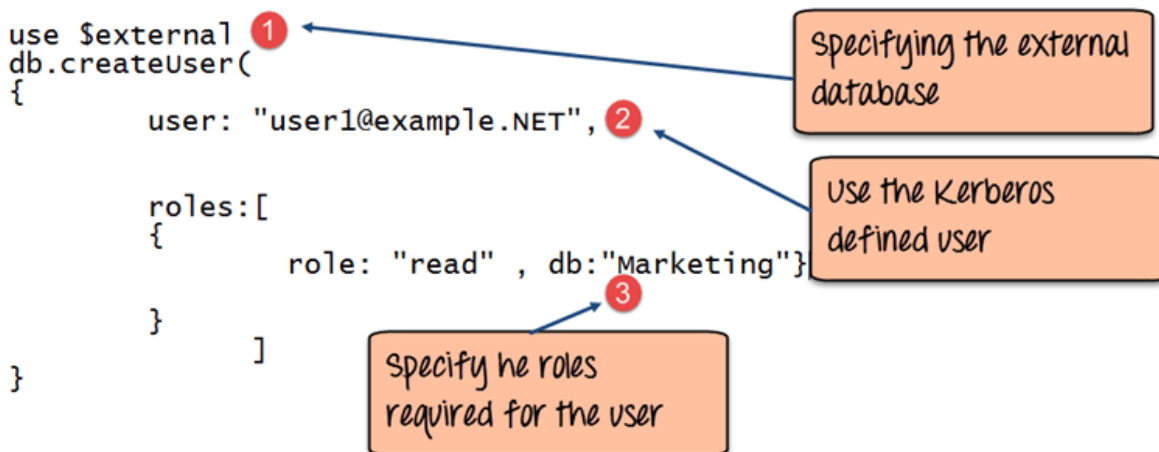 use $external 1
db.createUser(
{
user: "user1@example.NET", 2
roles:[
{
role: "read" , db:"Marketing"}
3
}
]
}
Specifying the external
database
Use the Kerberos
defined user
Specify he roles
required for the user